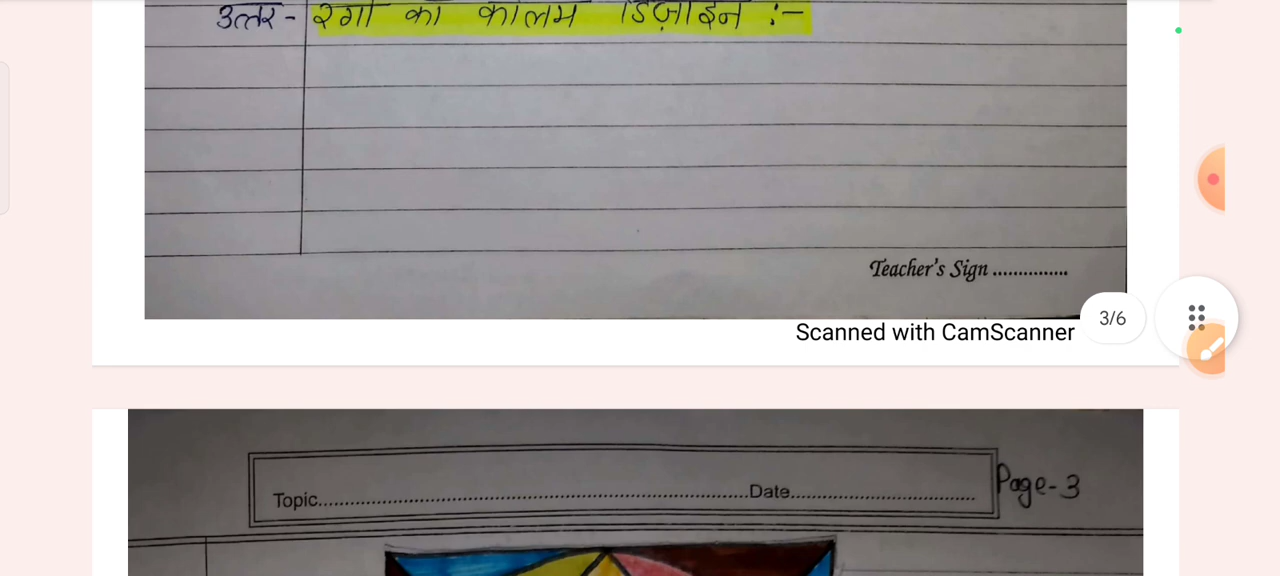 उत्तर - रंगों का कोलम डिज़ाइन :-
Teacher's Sign ...............
Scanned with CamScanner
3/6
Topic....................................................................................Date.....................................
Page-3